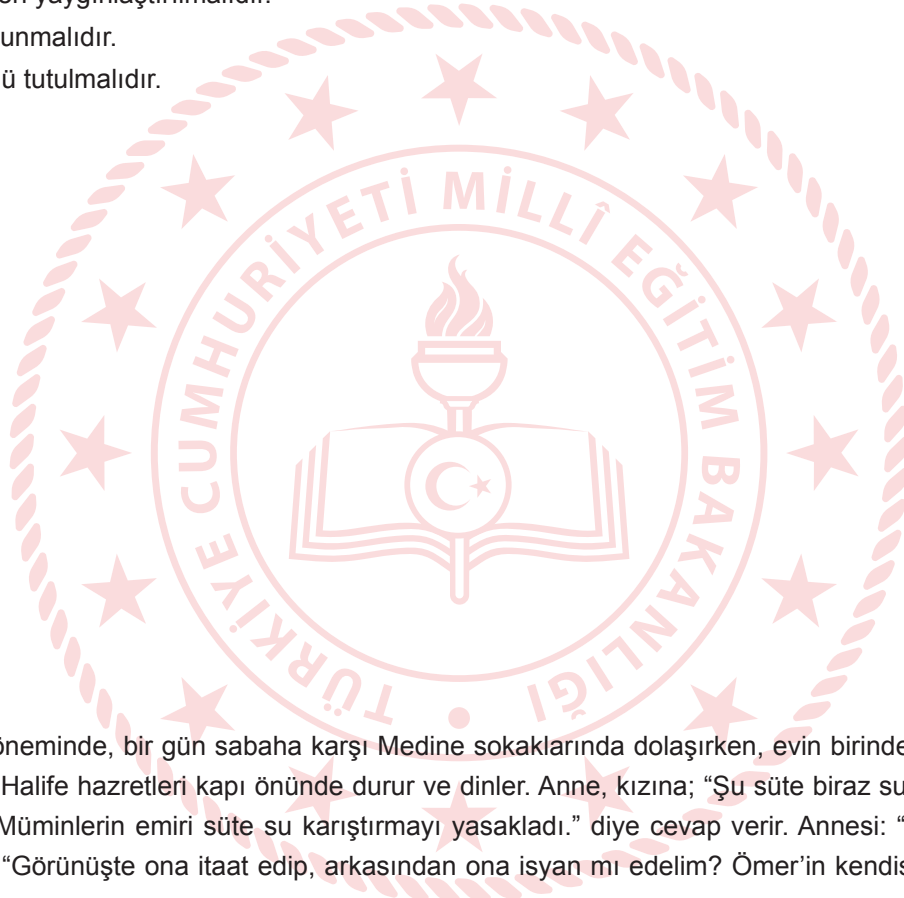 yaygınlaştırılmalıdır.
unmalıdır.
ü tutulmalıdır.
TÜRKİYE CUMHURİYETİ MİLLÎ EĞİTİM BAKANLIĞI
öneminde, bir gün sabaha karşı Medine sokaklarında dolaşırken, evin birinde
Halife hazretleri kapı önünde durur ve dinler. Anne, kızına; “Şu süte biraz su
Müminlerin emiri süte su karıştırmayı yasakladı.” diye cevap verir. Annesi: “
“Görünüşte ona itaat edip, arkasından ona isyan mı edelim? Ömer’in kendis